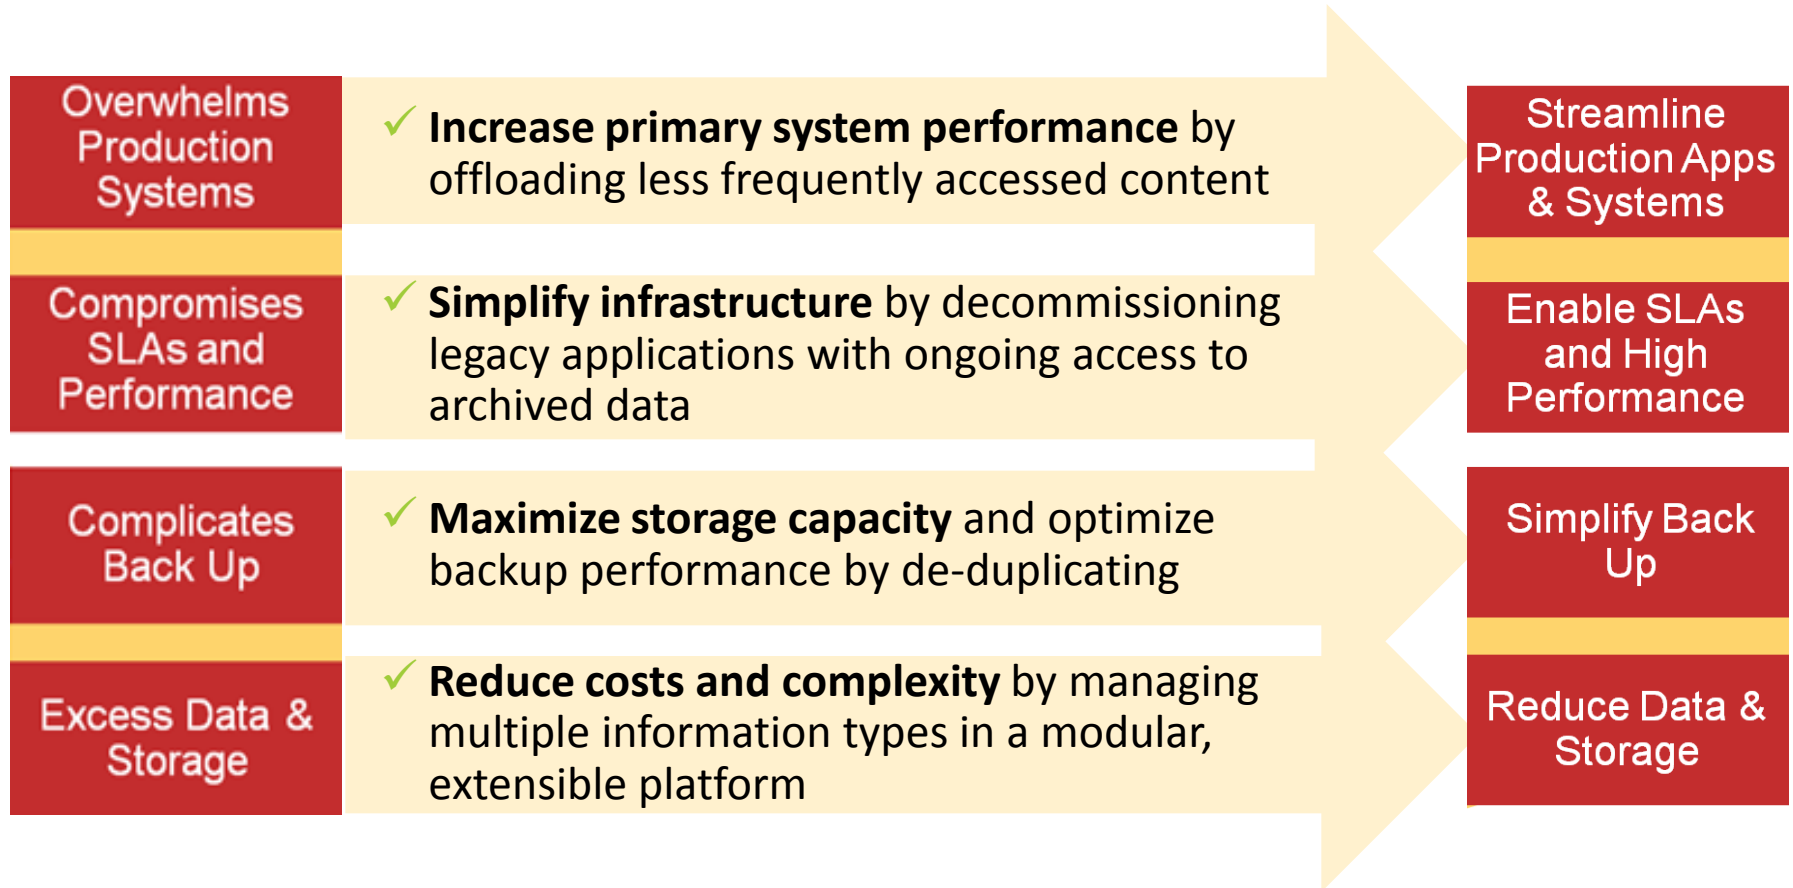 Overwhelms
Production
Systems
✓ Increase primary system performance by
offloading less frequently accessed content
Streamline
Production Apps
& Systems
Compromises
SLAs and
Performance
✓ Simplify infrastructure by decommissioning
legacy applications with ongoing access to
archived data
Enable SLAs
and High
Performance
Complicates
Back Up
✓ Maximize storage capacity and optimize
backup performance by de-duplicating
Simplify Back
Up
Excess Data &
Storage
✓ Reduce costs and complexity by managing
multiple information types in a modular,
extensible platform
Reduce Data &
Storage